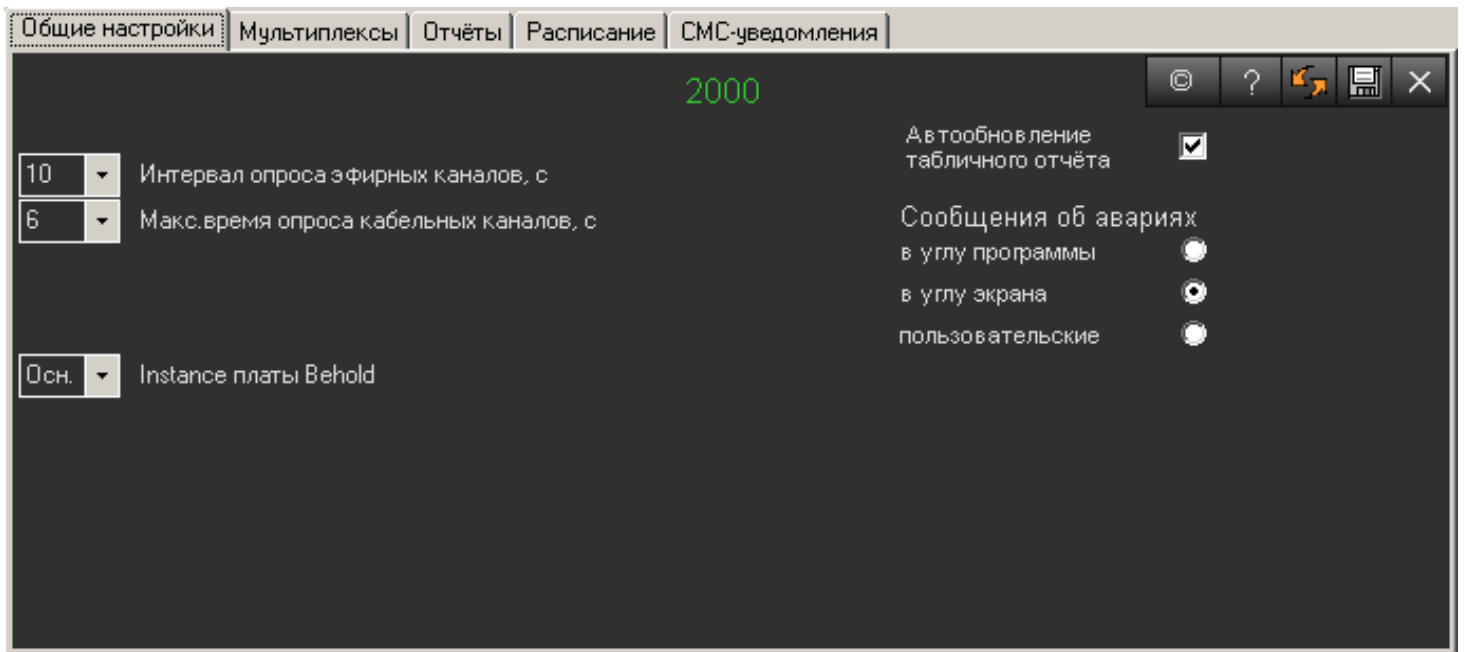 Общие настройки Мультиплексы Отчёты Расписание СМС-уведомления
2000 © ?
Автообновление
табличного отчёта
10 Интервал опроса эфирных каналов, с
6 Макс.время опроса кабельных каналов, с
Сообщения об авариях
в углу программы
в углу экрана
пользовательские
Осн. Instance платы Behold